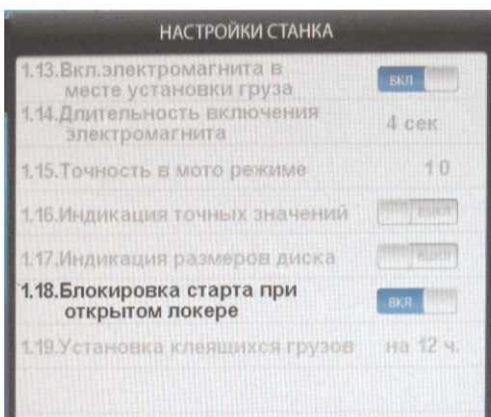 НАСТРОЙКИ СТАНКА
1.13.Вкл.электромагнита в
месте установки груза
ВКЛ
1.14.Длительность включения
электромагнита
4 сек
1.15.Точность в мото режиме
10
1.16.Индикация точных значений
ВЫКЛ
1.17.Индикация размеров диска
ВЫКЛ
1.18.Блокировка старта при
открытом локере
ВКЛ
1.19.Установка клеящихся грузов
на 12 ч.